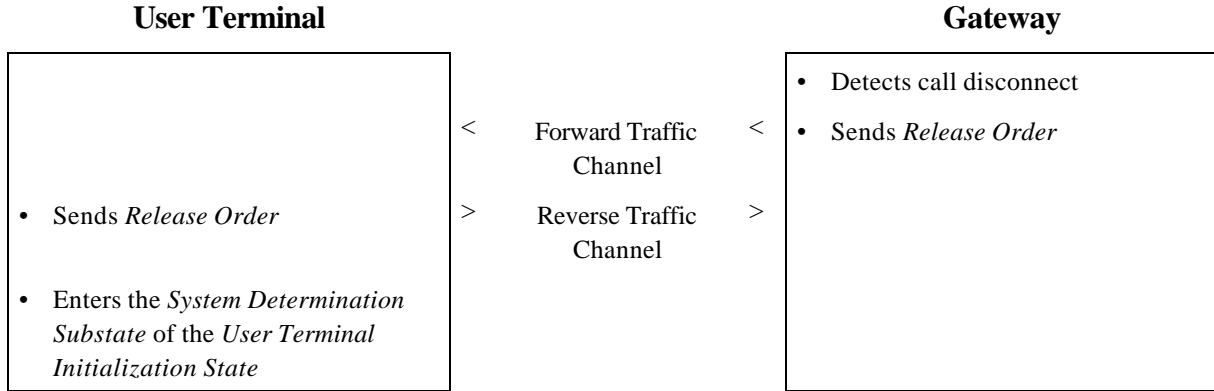 User Terminal Gateway
• Detects call disconnect
< Forward Traffic < • Sends Release Order
Channel
• Sends Release Order > Reverse Traffic >
Channel
• Enters the System Determination
Substate of the User Terminal
Initialization State